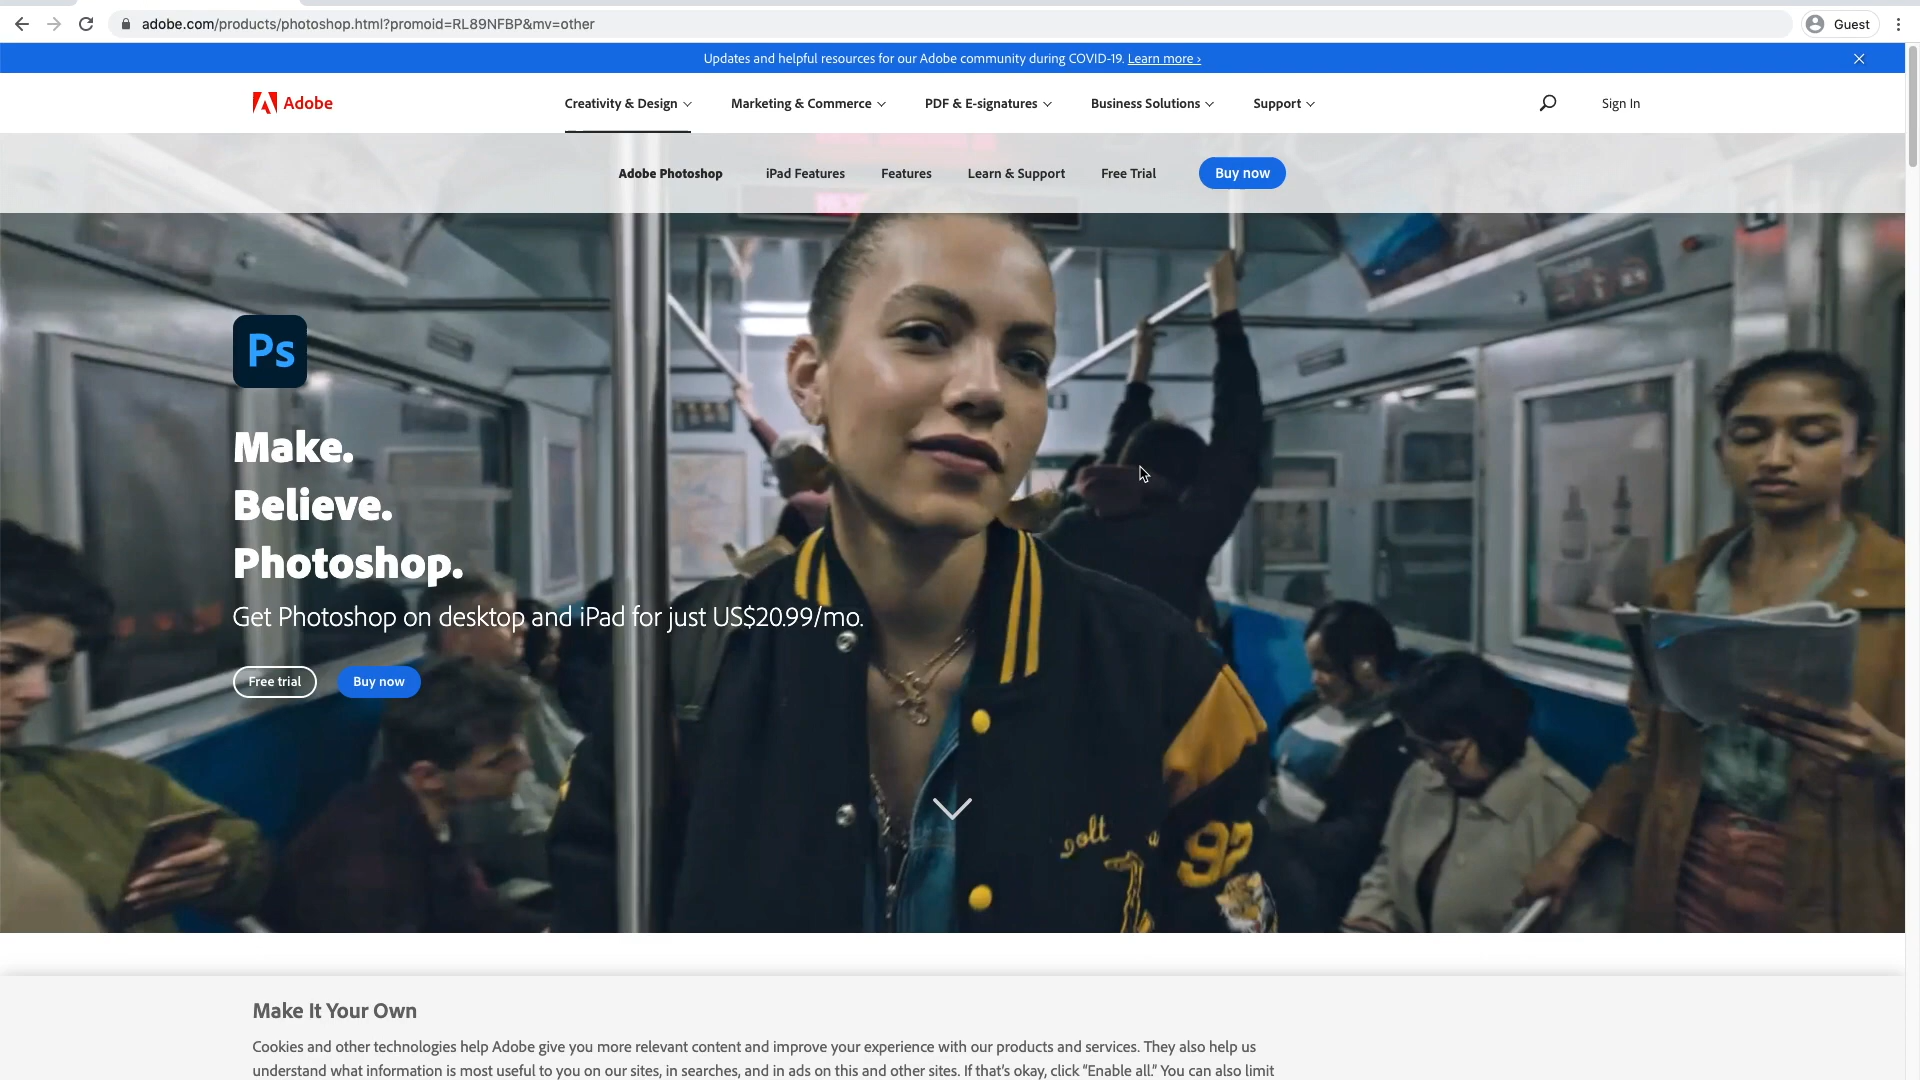 adobe.com/products/photoshop.html?promoid=RL89NFBP&mv=other
Guest
Updates and helpful resources for our Adobe community during COVID-19. Learn more ›
Adobe
Creativity & Design
Marketing & Commerce
PDF & E-signatures
Business Solutions
Support
Sign In
Adobe Photoshop
iPad Features
Features
Learn & Support
Free Trial
Buy now
Ps
Make.
Believe.
Photoshop.
Get Photoshop on desktop and iPad for just US$20.99/mo.
Free trial
Buy now
92
Make It Your Own
Cookies and other technologies help Adobe give you more relevant content and improve your experience with our products and services. They also help us
understand what information is most useful to you on our sites, in searches, and in ads on this and other sites. If that's okay, click "Enable all." You can also limit